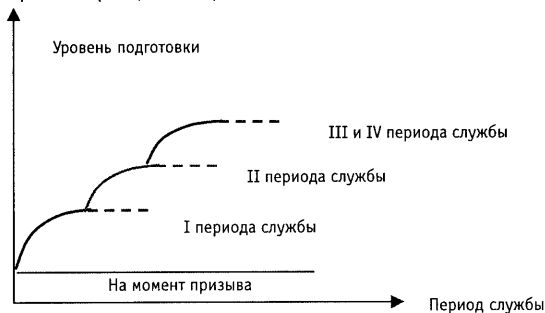 Уровень подготовки
III и IV периода службы
II периода службы
I периода службы
На момент призыва
Период службы